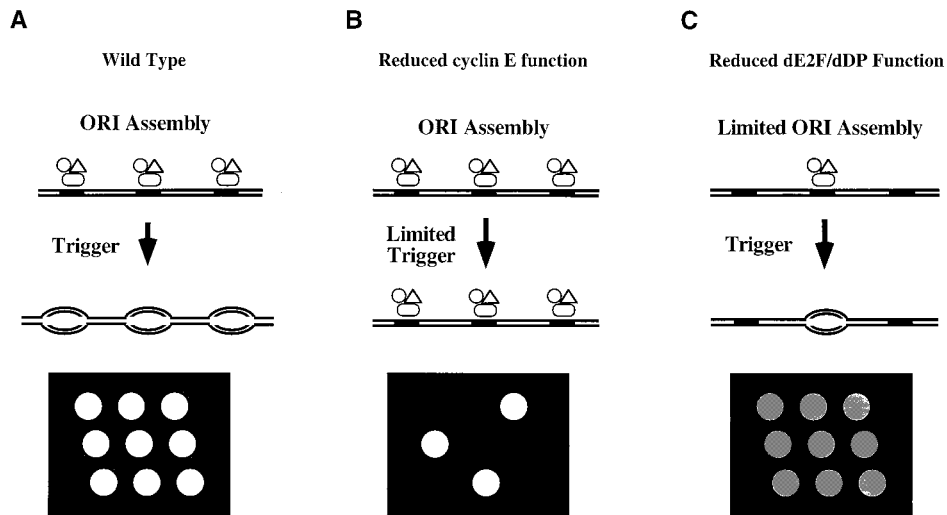 A
Wild Type
ORI Assembly
Trigger
B
Reduced cyclin E function
ORI Assembly
Limited
Trigger
C
Reduced dE2F/dDP Function
Limited ORI Assembly
Trigger